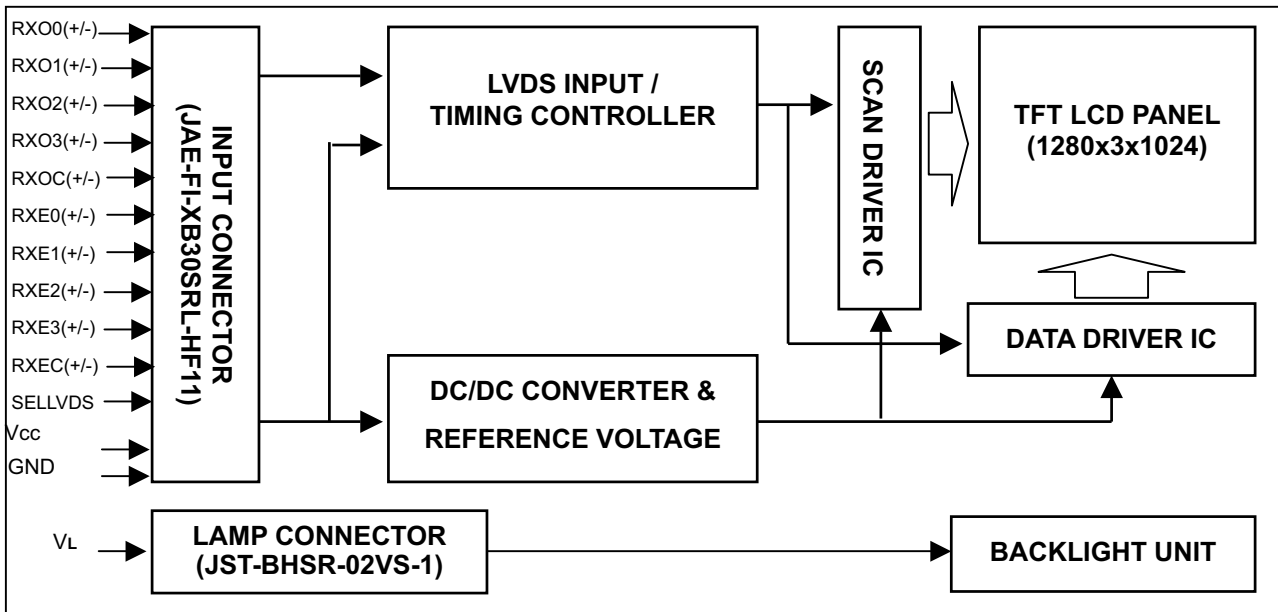 RXO0(+/-)
RXO1(+/-)
RXO2(+/-)
RXO3(+/-)
RXOC(+/-)
RXE0(+/-)
RXE1(+/-)
RXE2(+/-)
RXE3(+/-)
RXEC(+/-)
SELLVDS
Vcc
GND
INPUT CONNECTOR
(JAE-FI-XB30SRL-HF11)
LVDS INPUT /
TIMING CONTROLLER
SCAN DRIVER IC
TFT LCD PANEL
(1280x3x1024)
DATA DRIVER IC
DC/DC CONVERTER &
REFERENCE VOLTAGE
VL
LAMP CONNECTOR
(JST-BHSR-02VS-1)
BACKLIGHT UNIT